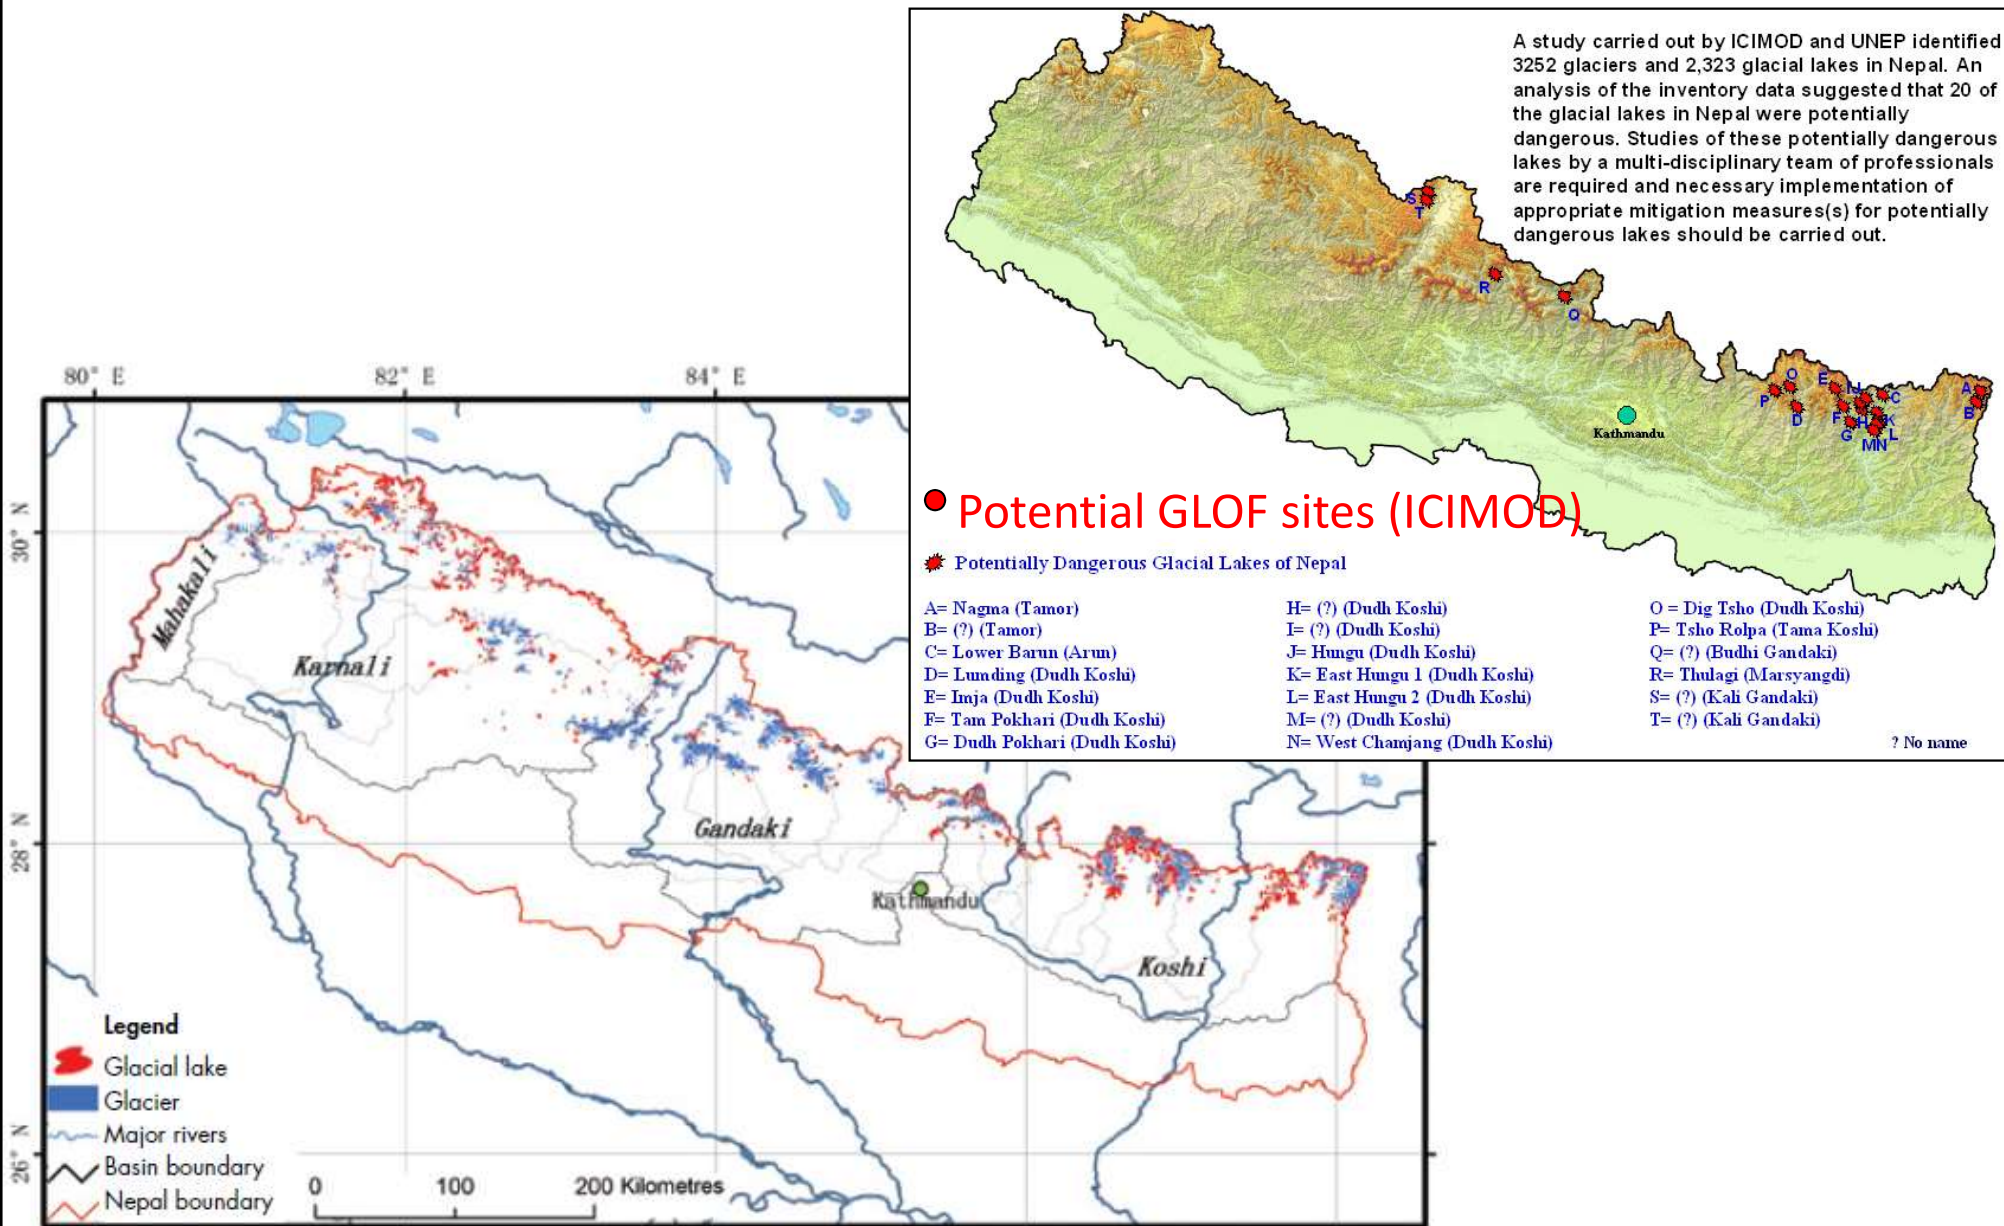 A study carried out by ICIMOD and UNEP identified
3252 glaciers and 2,323 glacial lakes in Nepal. An
analysis of the inventory data suggested that 20 of
the glacial lakes in Nepal were potentially
dangerous. Studies of these potentially dangerous
lakes by a multi-disciplinary team of professionals
are required and necessary implementation of
appropriate mitigation measures(s) for potentially
dangerous lakes should be carried out.
S
T
R
Q
O
P
D
E
IJ
C
F
H
K
G
L
MN
A
B
Kathmandu
Potential GLOF sites (ICIMOD)
Potentially Dangerous Glacial Lakes of Nepal
A= Nagma (Tamor)
B= (?) (Tamor)
C= Lower Barun (Arun)
D= Lumding (Dudh Koshi)
E= Imja (Dudh Koshi)
F= Tam Pokhari (Dudh Koshi)
G= Dudh Pokhari (Dudh Koshi)
H= (?) (Dudh Koshi)
I= (?) (Dudh Koshi)
J= Hungu (Dudh Koshi)
K= East Hungu 1 (Dudh Koshi)
L= East Hungu 2 (Dudh Koshi)
M= (?) (Dudh Koshi)
N= West Chamjang (Dudh Koshi)
O = Dig Tsho (Dudh Koshi)
P= Tsho Rolpa (Tama Koshi)
Q= (?) (Budhi Gandaki)
R= Thulagi (Marsyangdi)
S= (?) (Kali Gandaki)
T= (?) (Kali Gandaki)
? No name
80° E
82° E
84° E
30° N
28° N
26° N
Mahakali
Karnali
Gandaki
Kathmandu
Koshi
Legend
Glacial lake
Glacier
Major rivers
Basin boundary
Nepal boundary
0 100 200 Kilometres